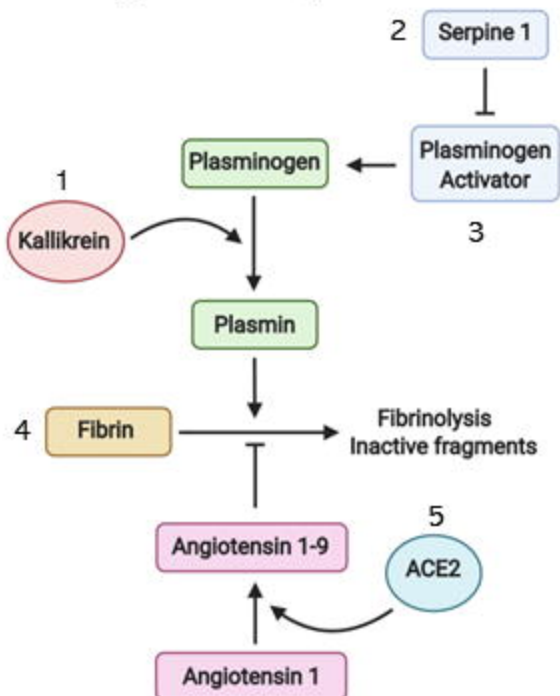 2 Serpine 1
Plasminogen
Plasminogen
Activator
1
3
Kallikrein
Plasmin
4 Fibrin
Fibrinolysis
Inactive fragments
5
Angiotensin 1-9
ACE2
Angiotensin 1